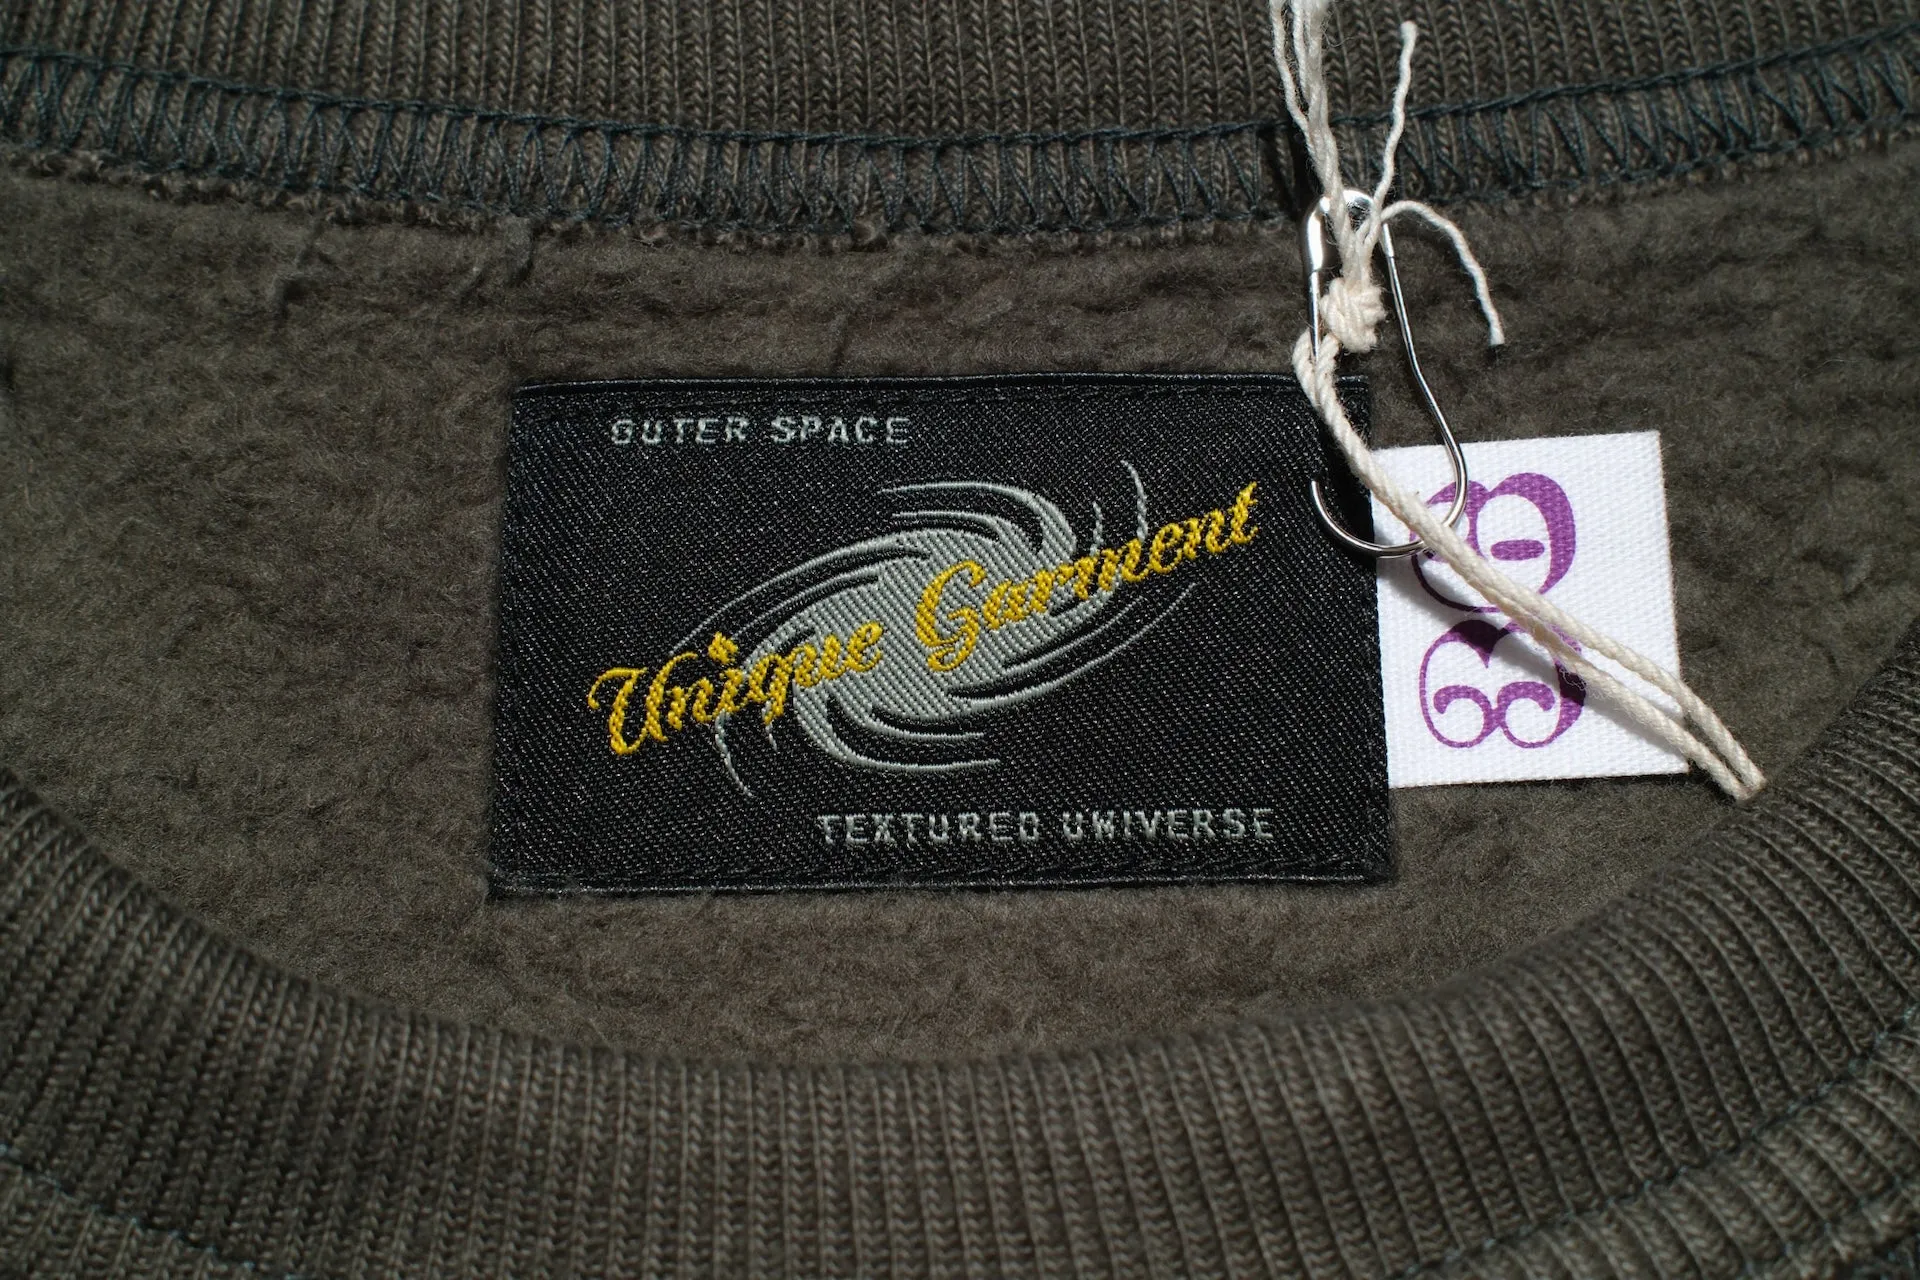 OUTER SPACE
Unique Garment
TEXTURED UNIVERSE